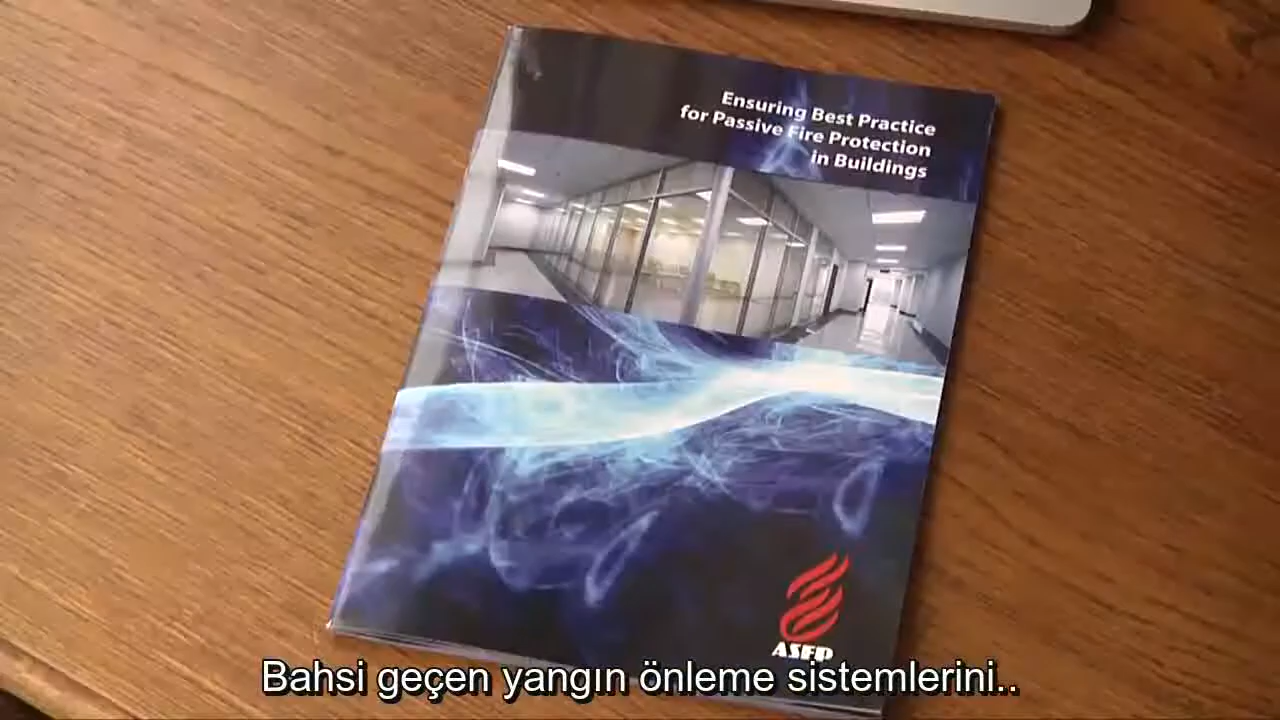 Ensuring Best Practice
for Passive Fire Protection
in Buildings
ASFP
Bahsi geçen yangın önleme sistemlerini..